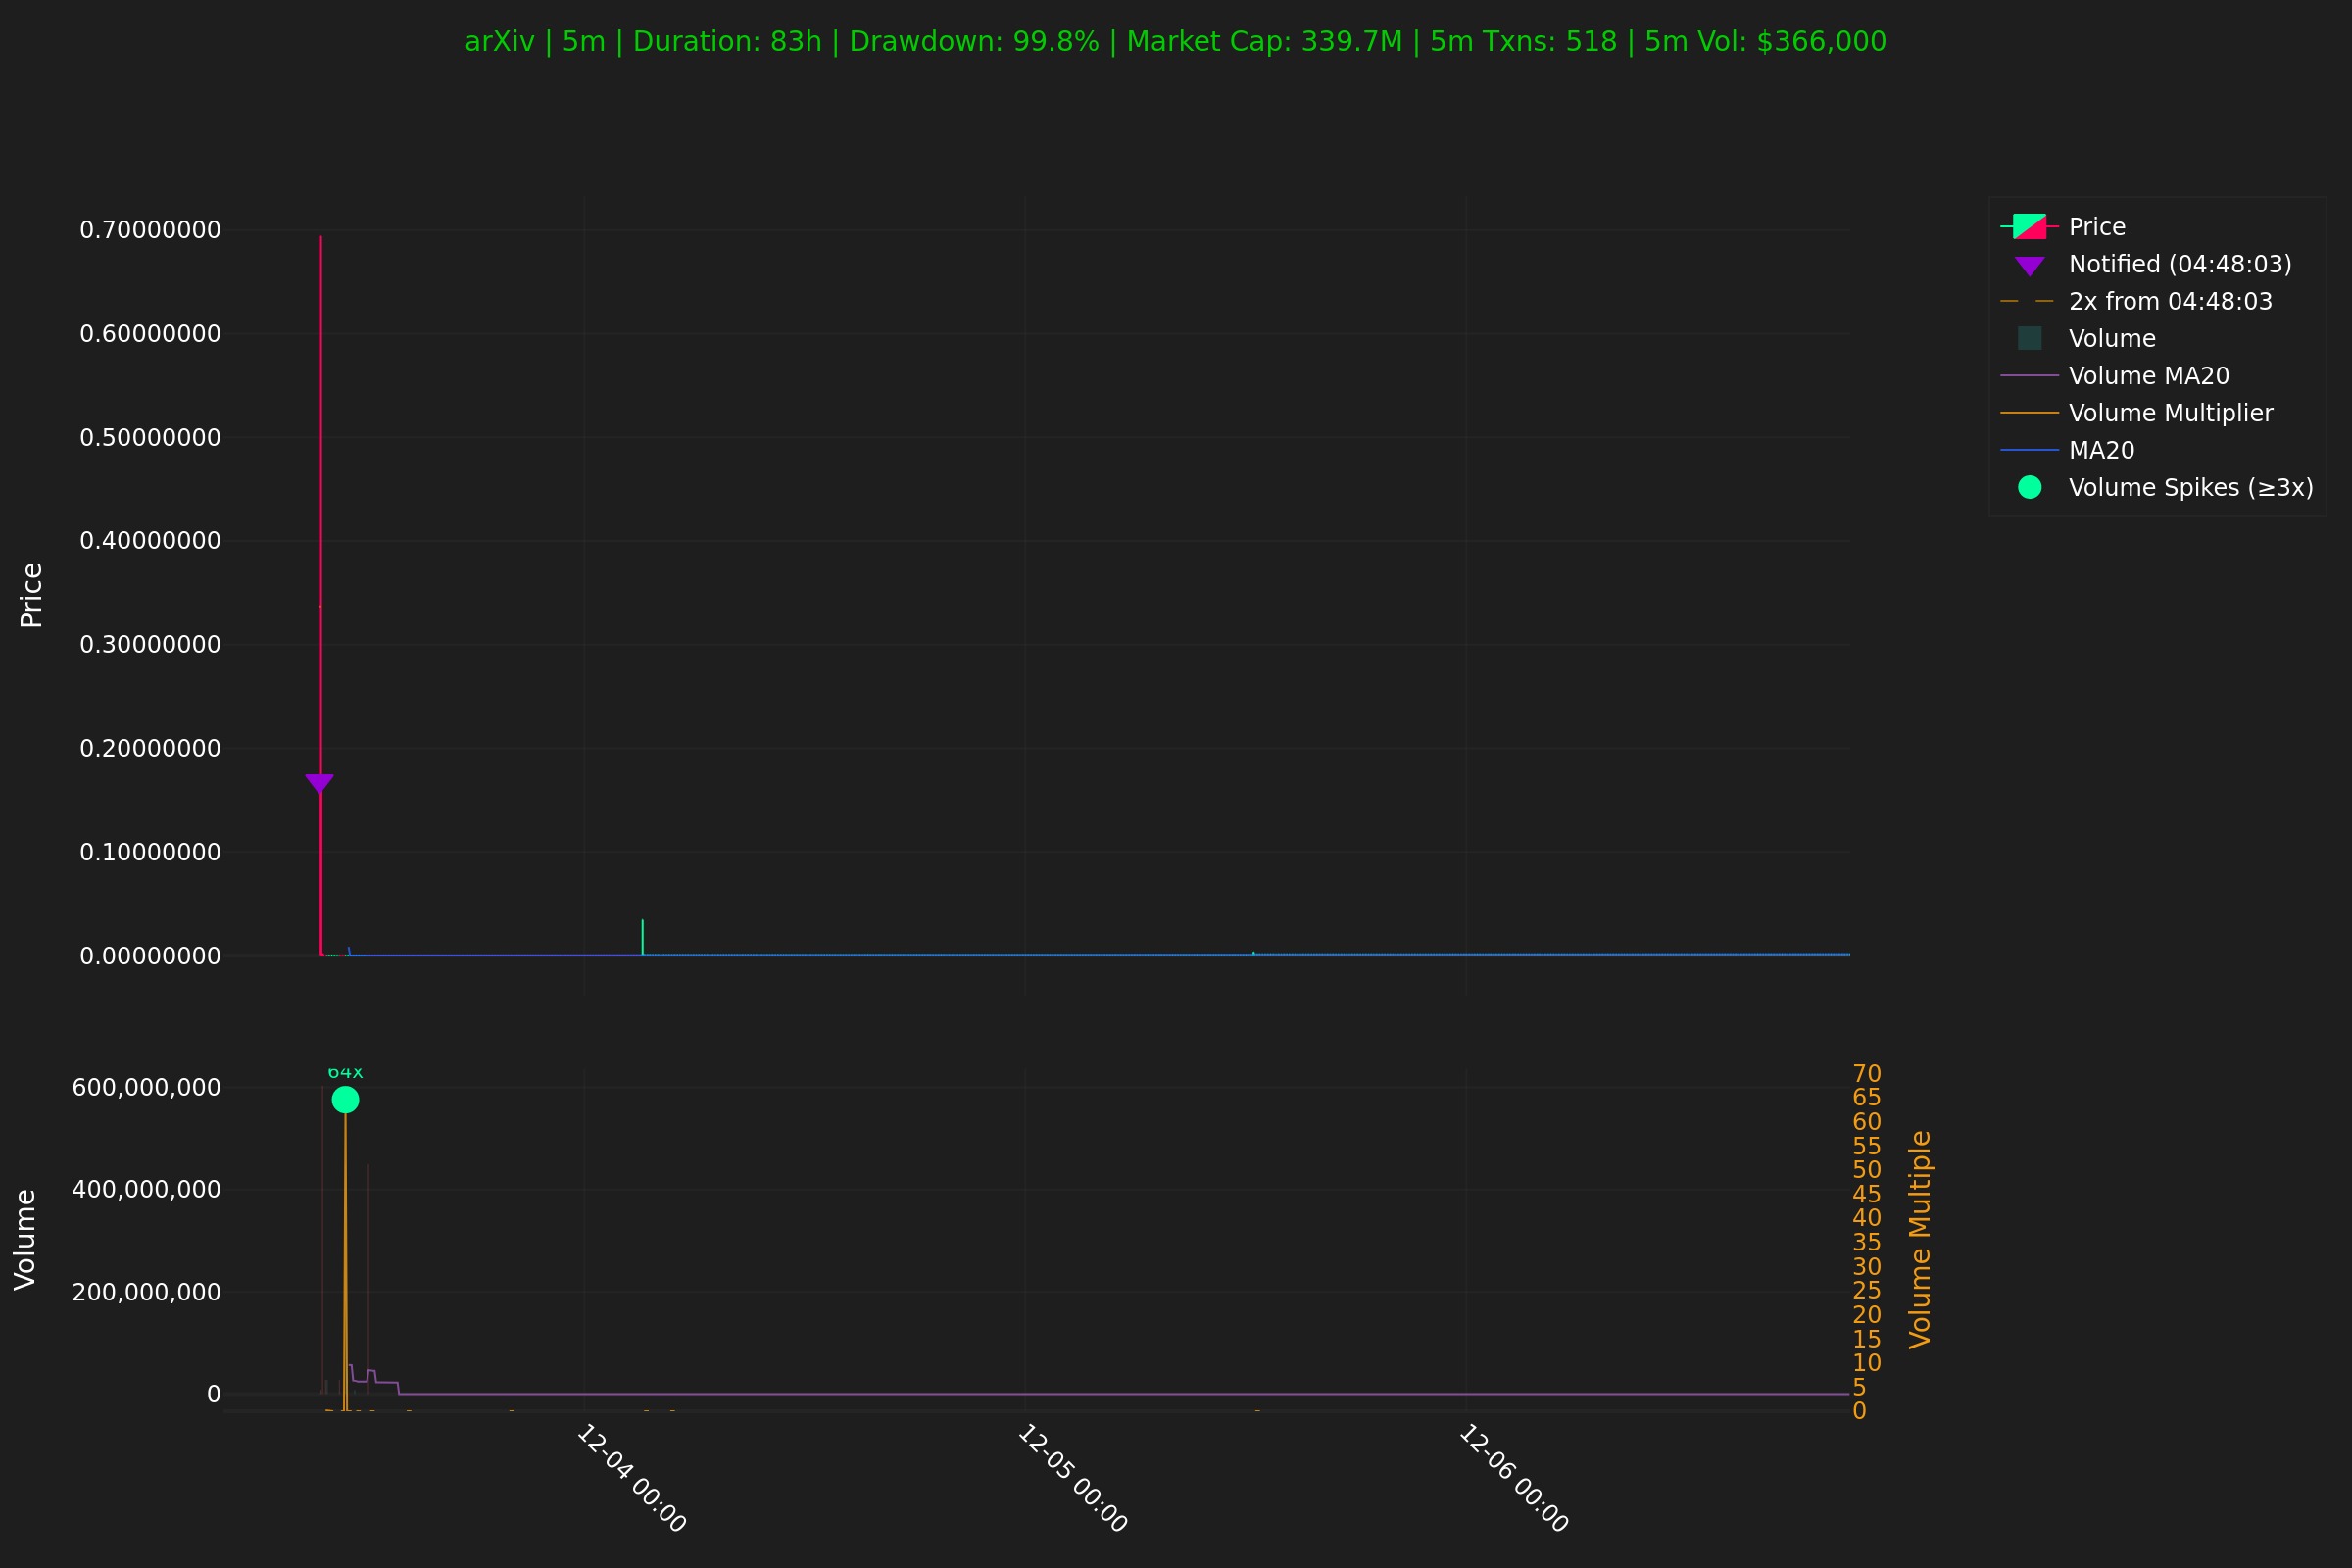 arXiv | 5m | Duration: 83h | Drawdown: 99.8% | Market Cap: 339.7M | 5m Txns: 518 | 5m Vol: $366,000
Price
0.70000000
0.60000000
0.50000000
0.40000000
0.30000000
0.20000000
0.10000000
0.00000000
Price
Notified (04:48:03)
2x from 04:48:03
Volume
Volume MA20
Volume Multiplier
MA20
Volume Spikes (≥3x)
Volume
600,000,000
400,000,000
200,000,000
0
64x
70
65
60
55
50
45
40
35
30
25
20
15
10
5
0
Volume Multiple
12-04 00:00
12-05 00:00
12-06 00:00